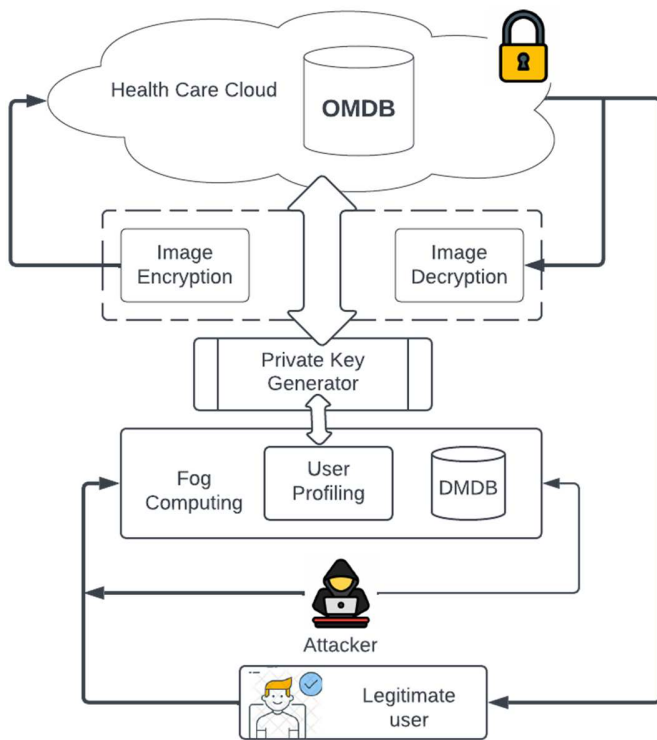 Health Care Cloud
OMDB
Image
Encryption
Image
Decryption
Private Key
Generator
Fog
Computing
User
Profiling
DMDB
Attacker
Legitimate
user